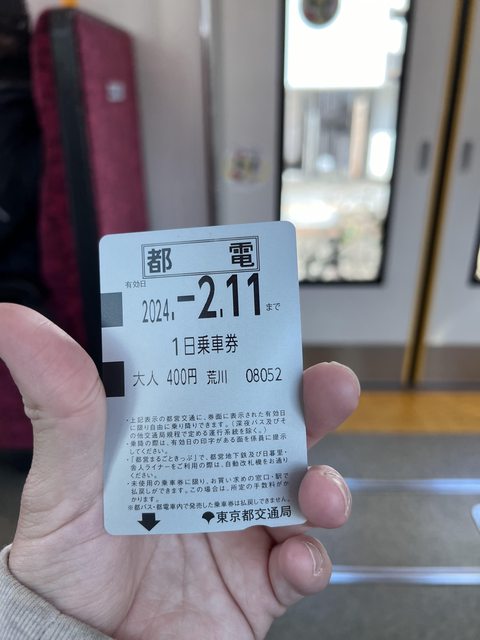 都 電
有効日
2024.-2.11まで
1日乗車券
大人 400円 荒川 08052
・上記表示の都営交通に、券面に表示された有効日
に限り自由に乗り降りできます。(深夜バス及びそ
の他交通局規程で定める運行系統を除く。)
・乗降の際は、有効日の印字がある面を係員に提示
してください。
・「都営まるごときっぷ」で、都営地下鉄及び日暮里・
舎人ライナーをご利用の際は、自動改札機をお通り
ください。
・未使用の乗車券に限り、お買い求めの窓口・駅で
払戻しができます。この場合は、所定の手数料がか
かります。
※都バス・都電車内で発売した乗車券は払戻しできません。
東京都交通局